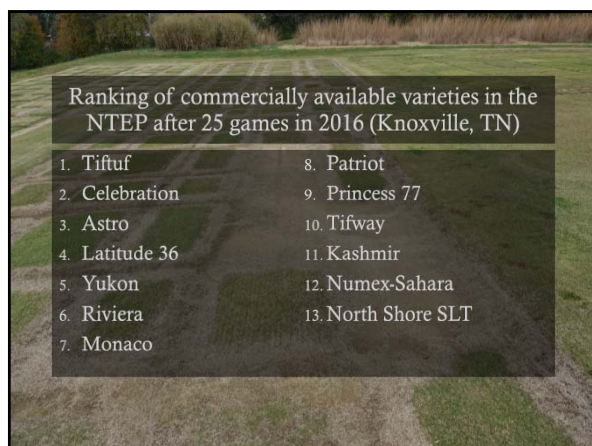 Ranking of commercially available varieties in the
NTEP after 25 games in 2016 (Knoxville, TN)
1. Tiftuf
2. Celebration
3. Astro
4. Latitude 36
5. Yukon
6. Riviera
7. Monaco
8. Patriot
9. Princess 77
10. Tifway
11. Kashmir
12. Numex-Sahara
13. North Shore SLT